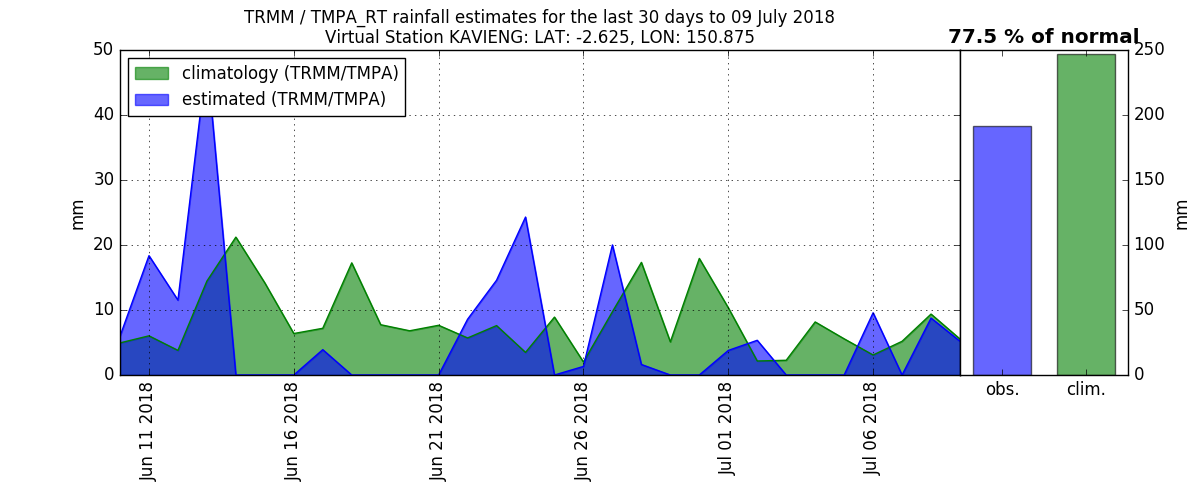 TRMM / TMPA_RT rainfall estimates for the last 30 days to 09 July 2018
Virtual Station KAVIENG: LAT: -2.625, LON: 150.875
77.5 % of normal
climatology (TRMM/TMPA)
estimated (TRMM/TMPA)
50
40
30
20
10
0
mm
Jun 11 2018
Jun 16 2018
Jun 21 2018
Jun 26 2018
Jul 01 2018
Jul 06 2018
obs.
clim.
250
200
150
100
50
0
mm